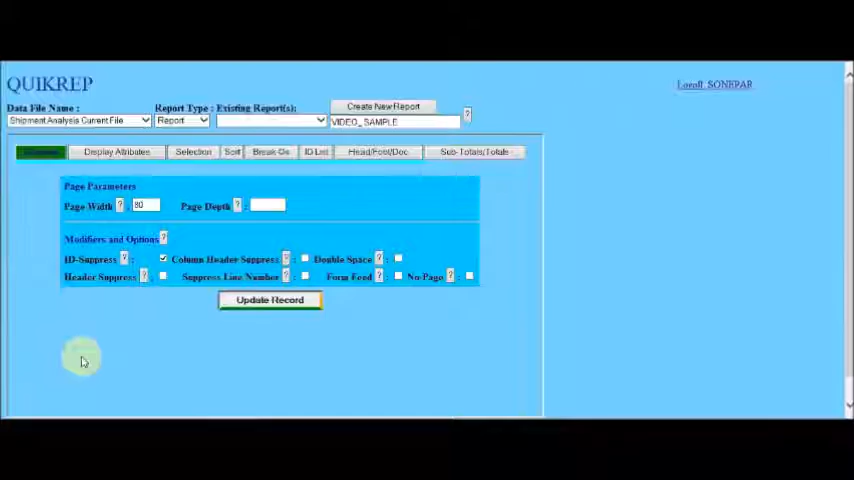 QUIKREP
Logoff SONEPAR
Data File Name :
Report Type :
Existing Report(s):
Create New Report
Shipment Analysis Current File
Report
VIDEO_SAMPLE
?
Display Attributes
Selection
Sort
Break-On
ID List
Head/Foot/Doc
Sub-Totals/Totals
Page Parameters
Page Width ? : 80 Page Depth ? :
Modifiers and Options ?
ID-Suppress ? : Column Header Suppress ? : Double Space ? :
Header Suppress ? : Suppress Line Number ? : Form Feed ? : No Page ? :
Update Record